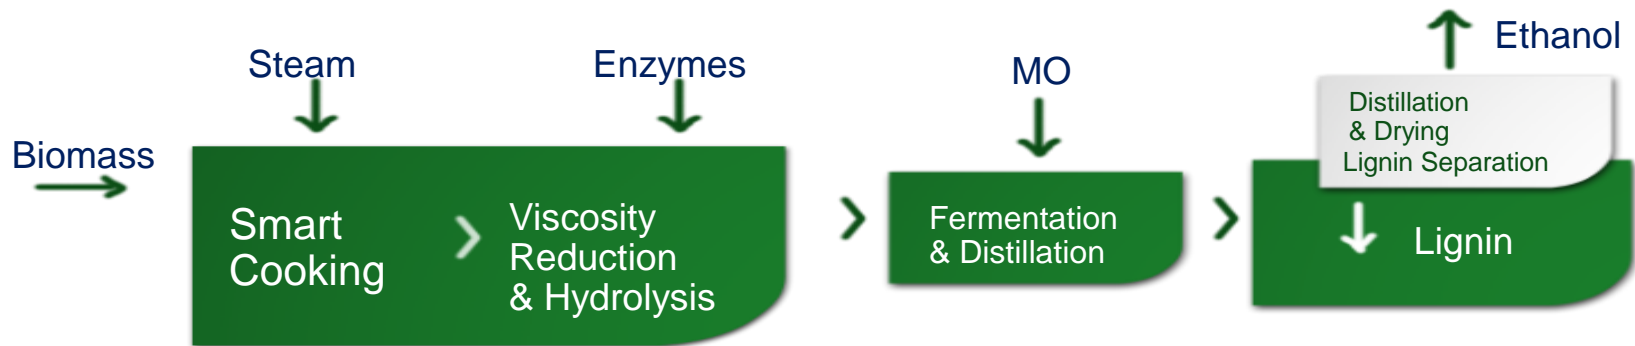 Biomass
Steam
Enzymes
Smart
Cooking
Viscosity
Reduction
& Hydrolysis
MO
Fermentation
& Distillation
Ethanol
Distillation
& Drying
Lignin Separation
Lignin